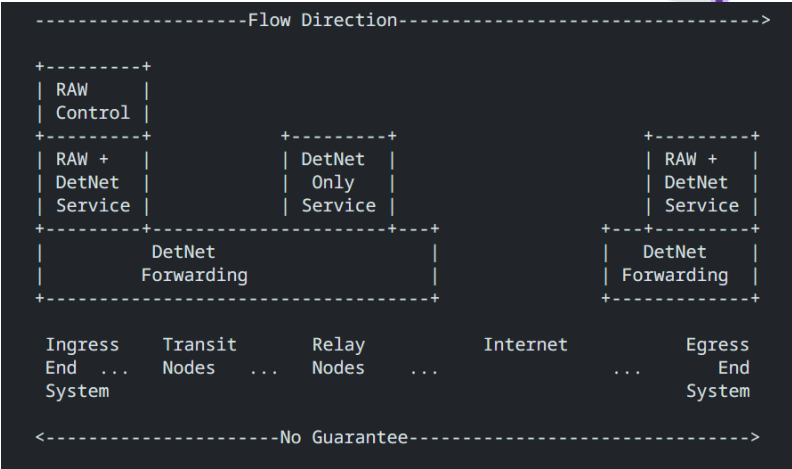 ---------------------Flow Direction---------------------------------->
+---------+
| RAW     |
| Control |
+---------+            +---------+                       +---------+
| RAW +   |            | DetNet  |                       | RAW +   |
| DetNet  |            |  Only   |                       | DetNet  |
| Service |            | Service |                       | Service |
+---------+----------------------+---+               +---+---------+
|          DetNet                    |               |   DetNet    |
|         Forwarding                 |               | Forwarding  |
+------------------------------------+               +-------------+
Ingress    Transit       Relay           Internet           Egress
End  ...   Nodes   ...   Nodes    ...                ...       End
System                                                      System
<----------------------No Guarantee-------------------------------->